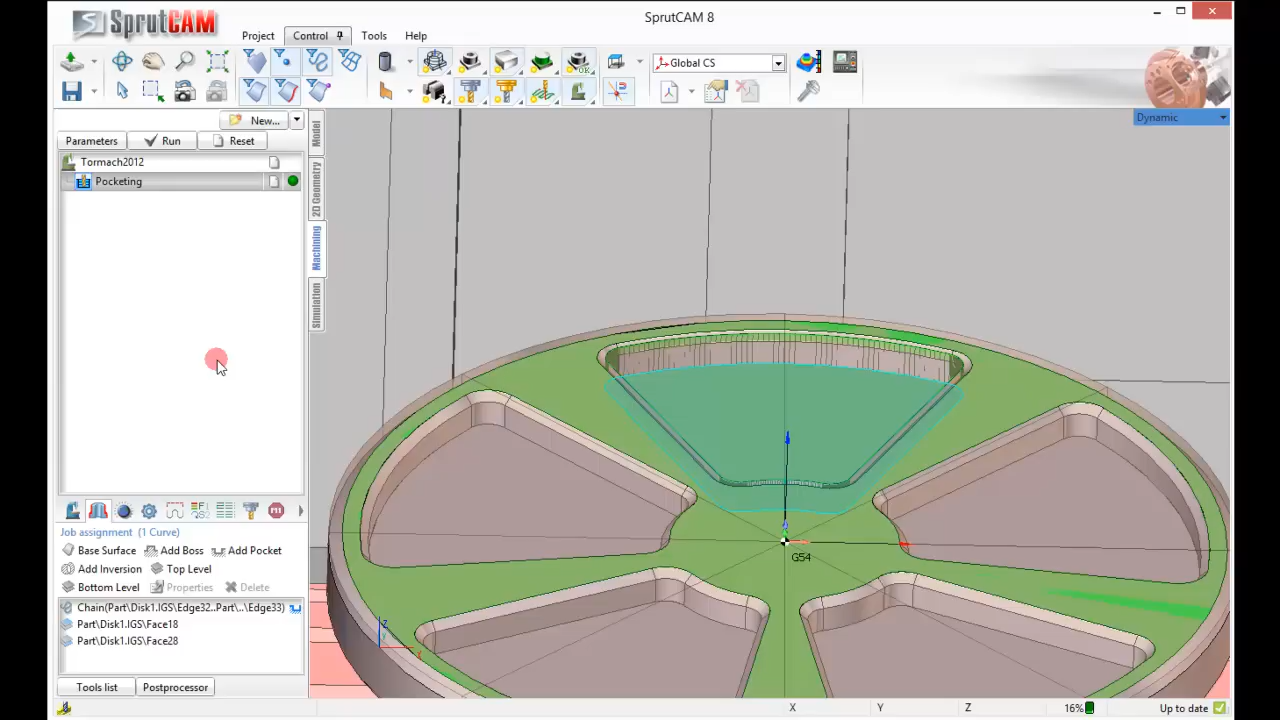 SprutCAM
SprutCAM 8
Project Control Tools Help
Global CS
Dynamic
New...
Parameters Run Reset
Tormach2012
Pocketing
Model
2D Geometry
Machining
Simulation
G54
Job assignment (1 Curve)
Base Surface Add Boss Add Pocket
Add Inversion Top Level
Bottom Level Properties Delete
Chain(Part\Disk1.IGS\Edge32..Part\..\Edge33)
Part\Disk1.IGS\Face18
Part\Disk1.IGS\Face28
Z
Tools list Postprocessor
X Y Z 16% Up to date